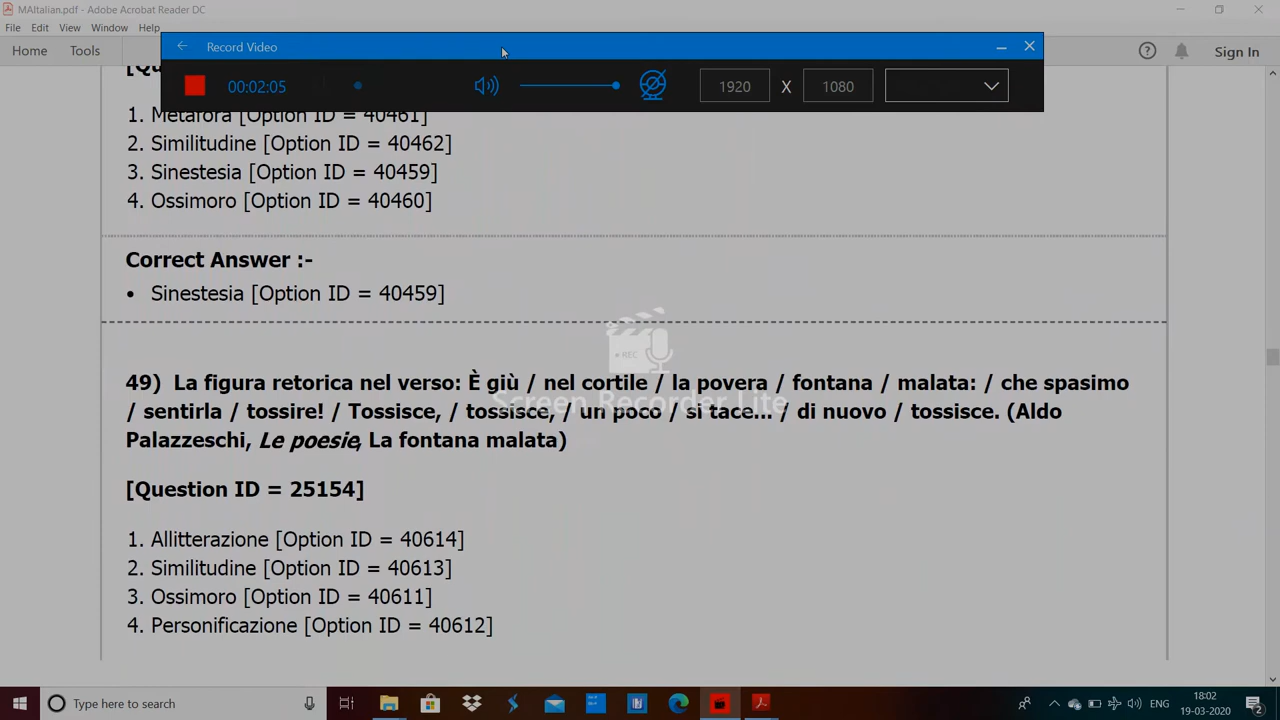 MAItalian.pdf - Adobe Acrobat Reader DC
File Edit View Window Help
Home Tools
Sign In
Record Video
00:02:05
1920 X 1080
1. Metafora [Option ID = 40461]
2. Similitudine [Option ID = 40462]
3. Sinestesia [Option ID = 40459]
4. Ossimoro [Option ID = 40460]
Correct Answer :-
• Sinestesia [Option ID = 40459]
REC
Screen Recorder Lite
49) La figura retorica nel verso: È giù / nel cortile / la povera / fontana / malata: / che spasimo
/ sentirla / tossire! / Tossisce, / tossisce, / un poco / si tace... / di nuovo / tossisce. (Aldo
Palazzeschi, Le poesie, La fontana malata)
[Question ID = 25154]
1. Allitterazione [Option ID = 40614]
2. Similitudine [Option ID = 40613]
3. Ossimoro [Option ID = 40611]
4. Personificazione [Option ID = 40612]
Type here to search
ENG
18:02
19-03-2020
2